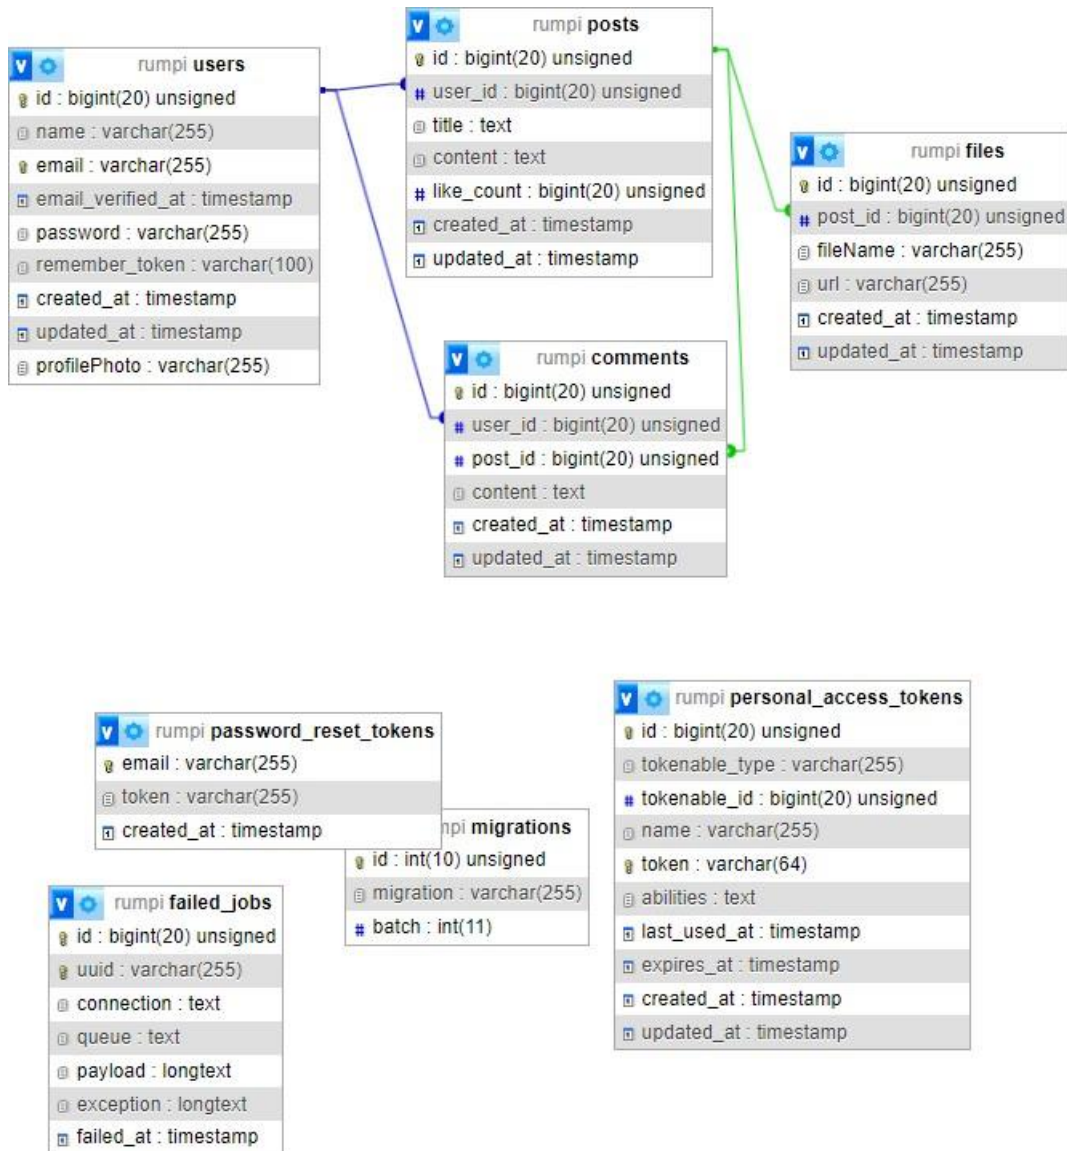 v rumpi users
id : bigint(20) unsigned
name : varchar(255)
email : varchar(255)
email_verified_at : timestamp
password : varchar(255)
remember_token : varchar(100)
created_at : timestamp
updated_at : timestamp
profilePhoto : varchar(255)
v rumpi posts
id : bigint(20) unsigned
# user_id : bigint(20) unsigned
title : text
content : text
# like_count : bigint(20) unsigned
created_at : timestamp
updated_at : timestamp
v rumpi files
id : bigint(20) unsigned
# post_id : bigint(20) unsigned
fileName : varchar(255)
url : varchar(255)
created_at : timestamp
updated_at : timestamp
v rumpi comments
id : bigint(20) unsigned
# user_id : bigint(20) unsigned
# post_id : bigint(20) unsigned
content : text
created_at : timestamp
updated_at : timestamp
v rumpi password_reset_tokens
email : varchar(255)
token : varchar(255)
created_at : timestamp
migrations
id : int(10) unsigned
migration : varchar(255)
# batch : int(11)
v rumpi personal_access_tokens
id : bigint(20) unsigned
tokenable_type : varchar(255)
# tokenable_id : bigint(20) unsigned
name : varchar(255)
token : varchar(64)
abilities : text
last_used_at : timestamp
expires_at : timestamp
created_at : timestamp
updated_at : timestamp
v rumpi failed_jobs
id : bigint(20) unsigned
uuid : varchar(255)
connection : text
queue : text
payload : longtext
exception : longtext
failed_at : timestamp